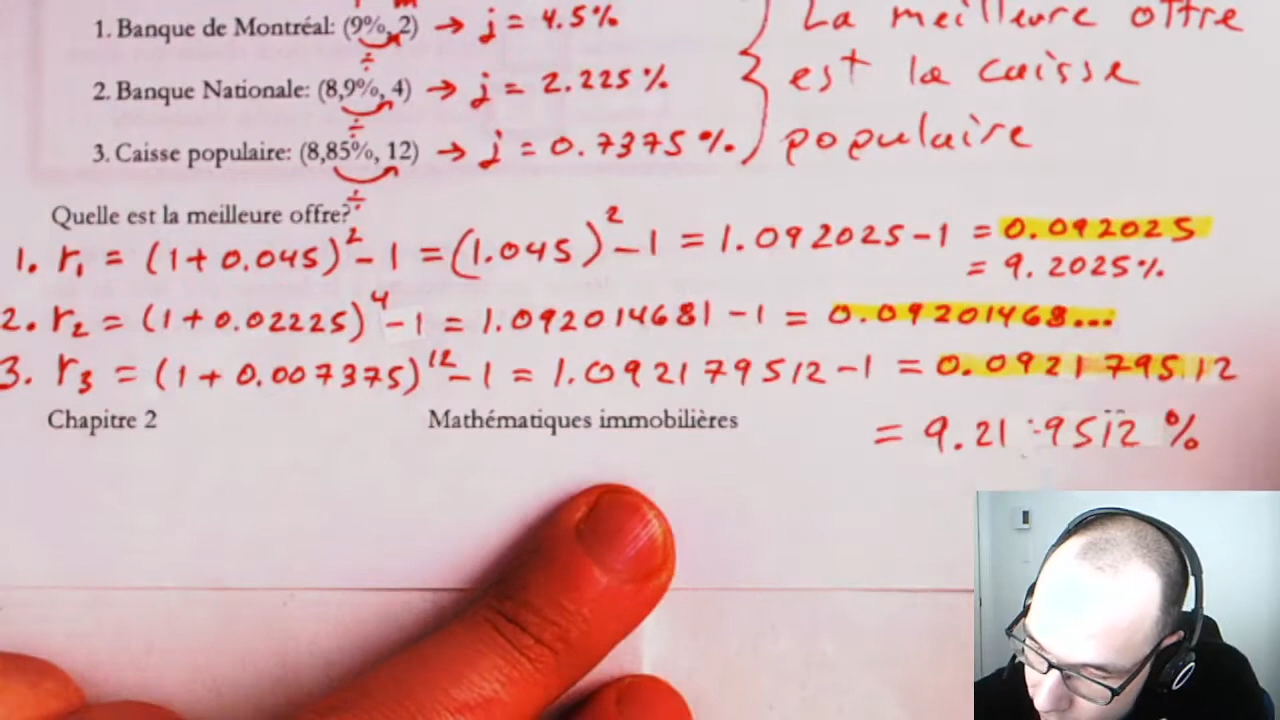 1. Banque de Montréal: (9%, 2) → j = 4.5%
La meilleure offre
÷
2. Banque Nationale: (8,9%, 4) → j = 2.225%
est la caisse
÷
3. Caisse populaire: (8,85%, 12) → j = 0.7375%.
populaire
÷
Quelle est la meilleure offre?
1. r₁ = (1 + 0.045)² - 1 = (1.045)² - 1 = 1.092025 - 1 = 0.092025
= 9.2025%
2. r₂ = (1 + 0.02225)⁴ - 1 = 1.092014681 - 1 = 0.09201468...
3. r₃ = (1 + 0.007375)¹² - 1 = 1.092179512 - 1 = 0.092179512
Chapitre 2 Mathématiques immobilières
= 9.21 9512 %